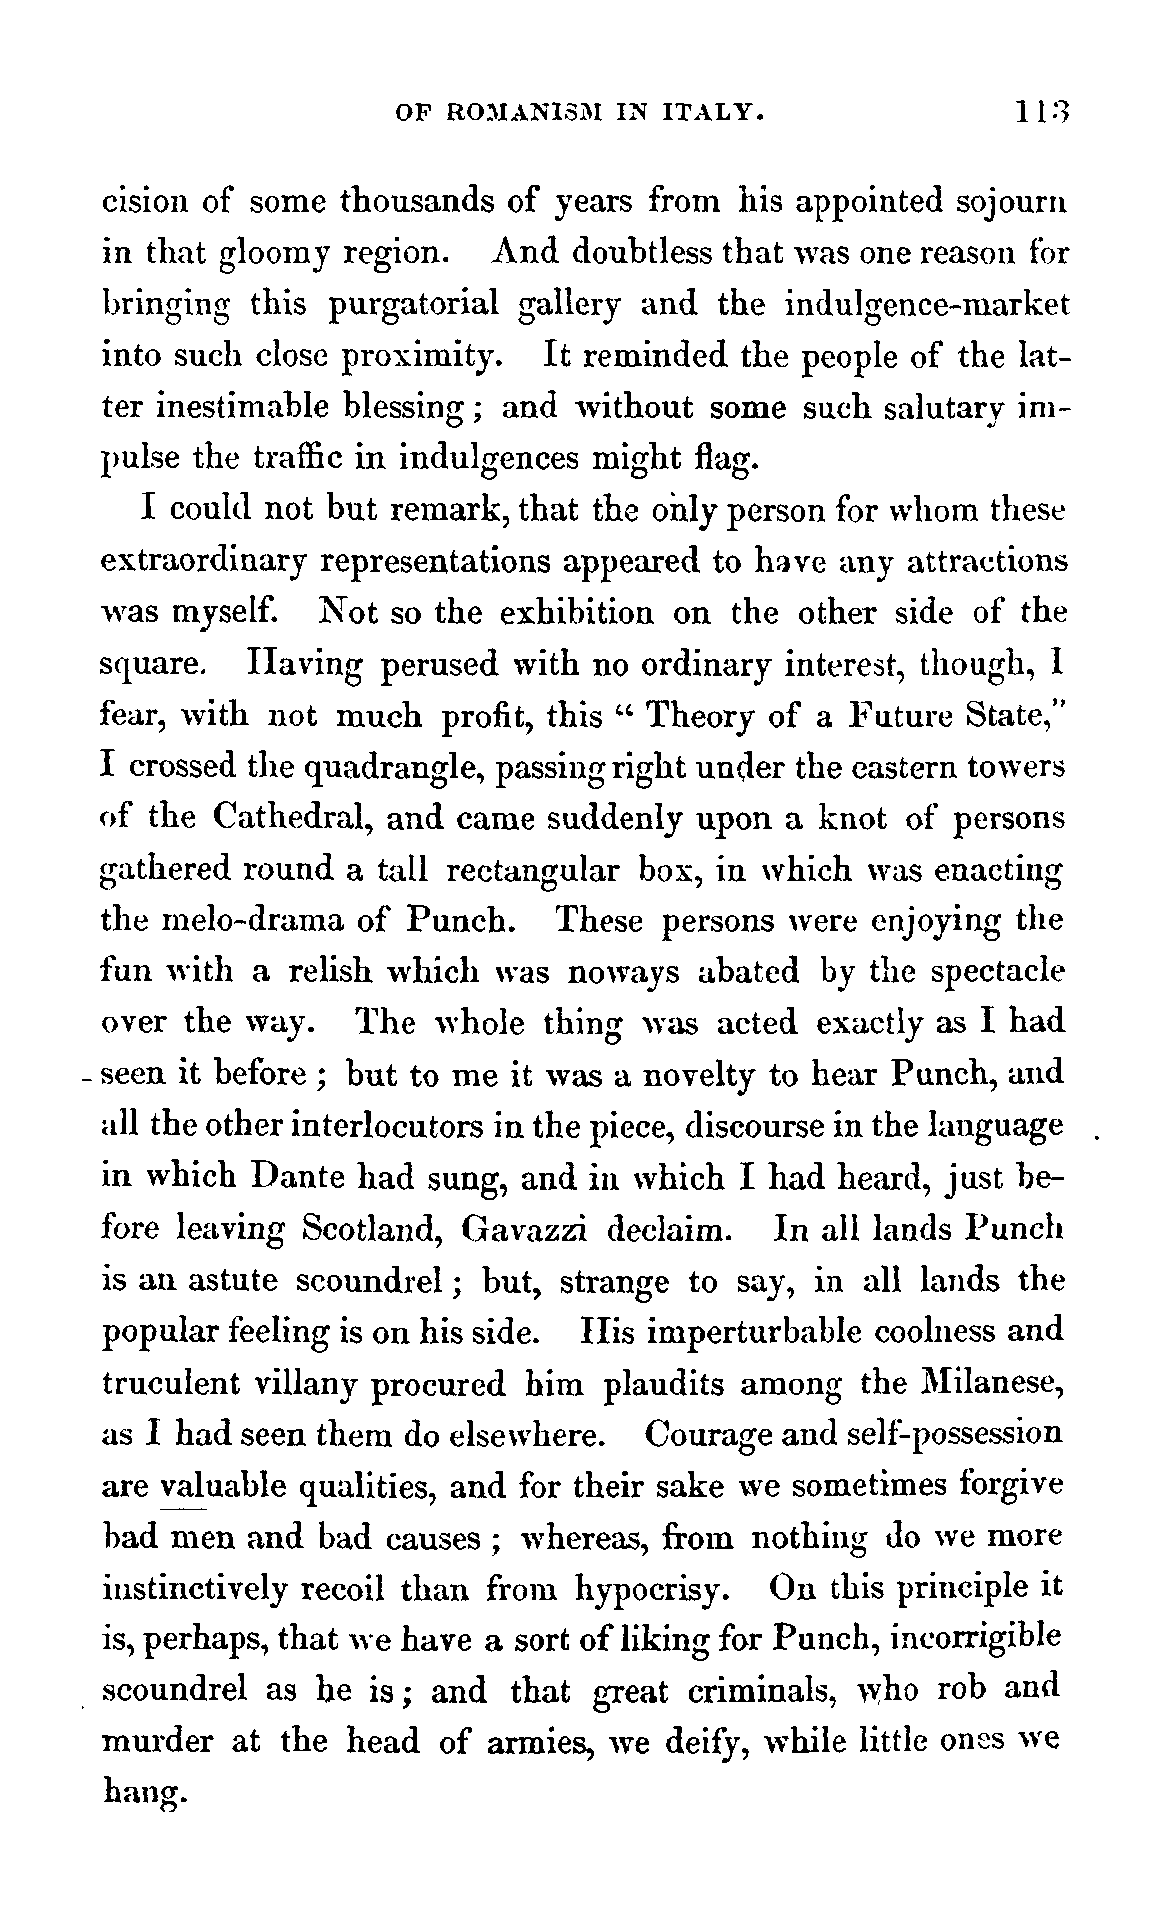 OF ROMANISM IN ITALY. 113
cision of some thousands of years from his appointed sojourn
in that gloomy region. And doubtless that was one reason for
bringing this purgatorial gallery and the indulgence-market
into such close proximity. It reminded the people of the lat-
ter inestimable blessing ; and without some such salutary im-
pulse the traffic in indulgences might flag.
I could not but remark, that the only person for whom these
extraordinary representations appeared to have any attractions
was myself. Not so the exhibition on the other side of the
square. Having perused with no ordinary interest, though, I
fear, with not much profit, this “ Theory of a Future State,”
I crossed the quadrangle, passing right under the eastern towers
of the Cathedral, and came suddenly upon a knot of persons
gathered round a tall rectangular box, in which was enacting
the melo-drama of Punch. These persons were enjoying the
fun with a relish which was noways abated by the spectacle
over the way. The whole thing was acted exactly as I had
seen it before ; but to me it was a novelty to hear Punch, and
all the other interlocutors in the piece, discourse in the language
in which Dante had sung, and in which I had heard, just be-
fore leaving Scotland, Gavazzi declaim. In all lands Punch
is an astute scoundrel ; but, strange to say, in all lands the
popular feeling is on his side. His imperturbable coolness and
truculent villany procured him plaudits among the Milanese,
as I had seen them do elsewhere. Courage and self-possession
are valuable qualities, and for their sake we sometimes forgive
bad men and bad causes ; whereas, from nothing do we more
instinctively recoil than from hypocrisy. On this principle it
is, perhaps, that we have a sort of liking for Punch, incorrigible
scoundrel as he is ; and that great criminals, who rob and
murder at the head of armies, we deify, while little ones we
hang.